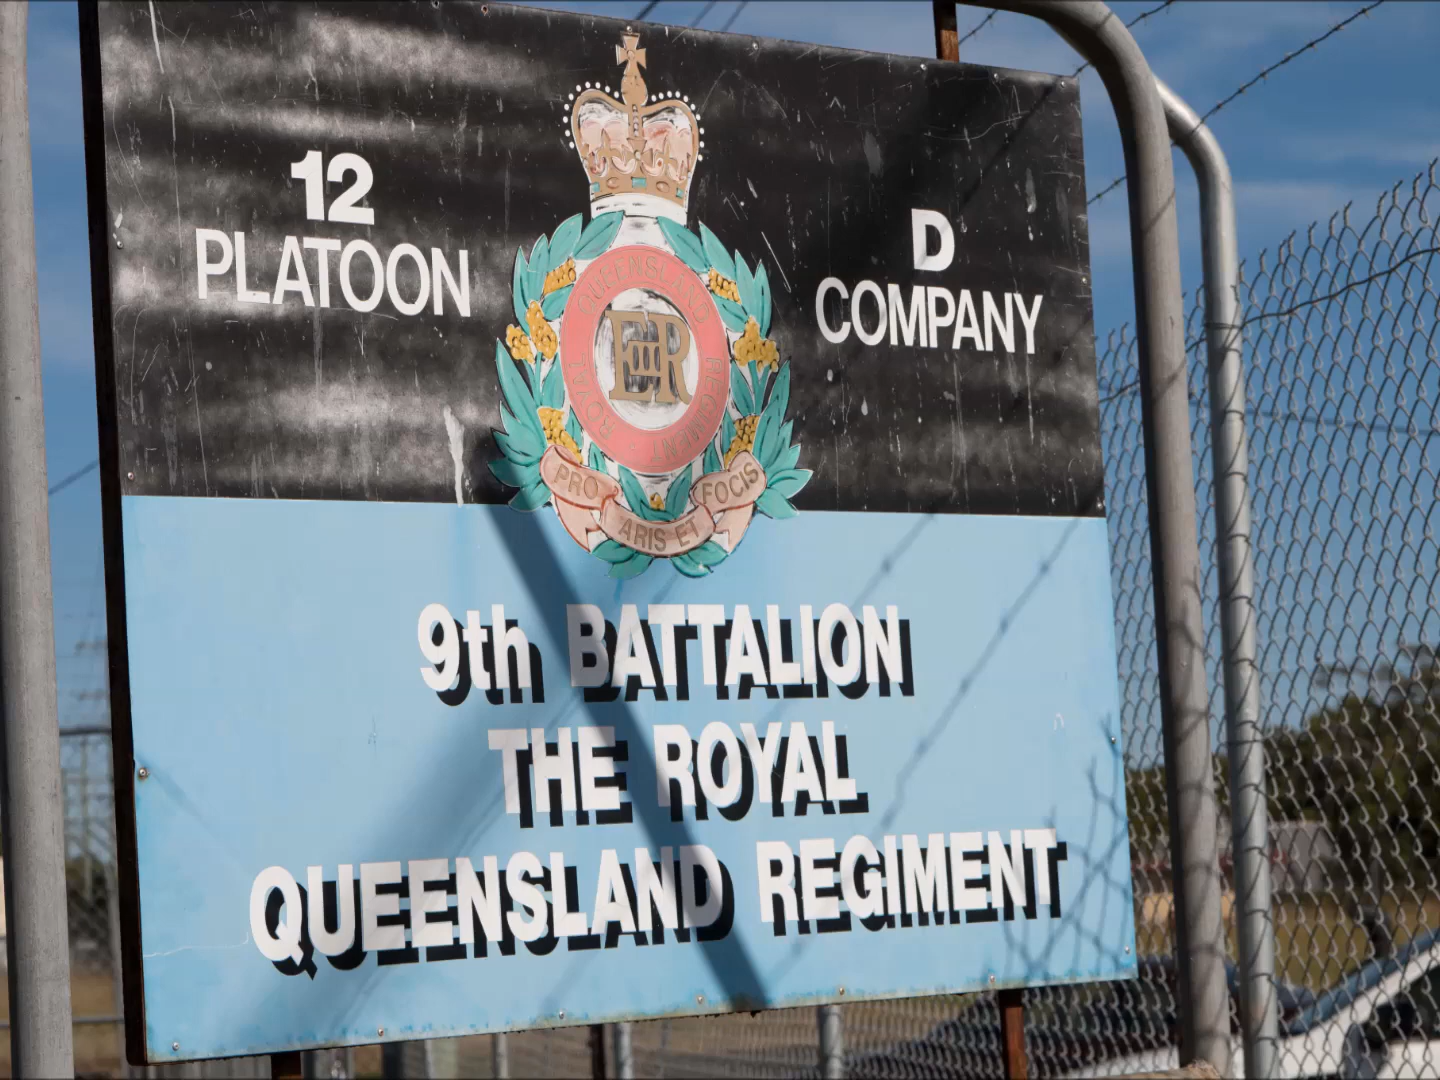 12
PLATOON
D
COMPANY
QUEENSLAND
ROYAL
REGIMENT
EIIR
PRO
ARIS ET
FOCIS
9th BATTALION
THE ROYAL
QUEENSLAND REGIMENT